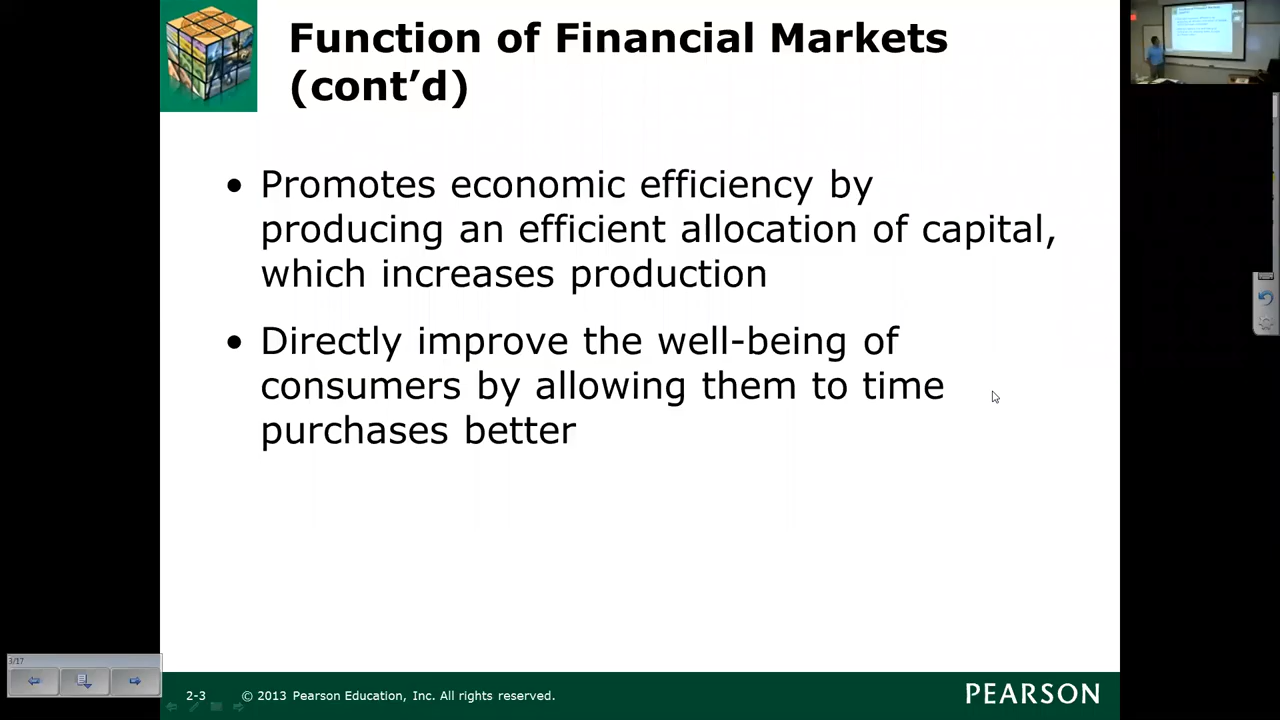 Function of Financial Markets
(cont’d)
• Promotes economic efficiency by
producing an efficient allocation of capital,
which increases production
• Directly improve the well-being of
consumers by allowing them to time
purchases better
3/17
2-3 © 2013 Pearson Education, Inc. All rights reserved.
PEARSON